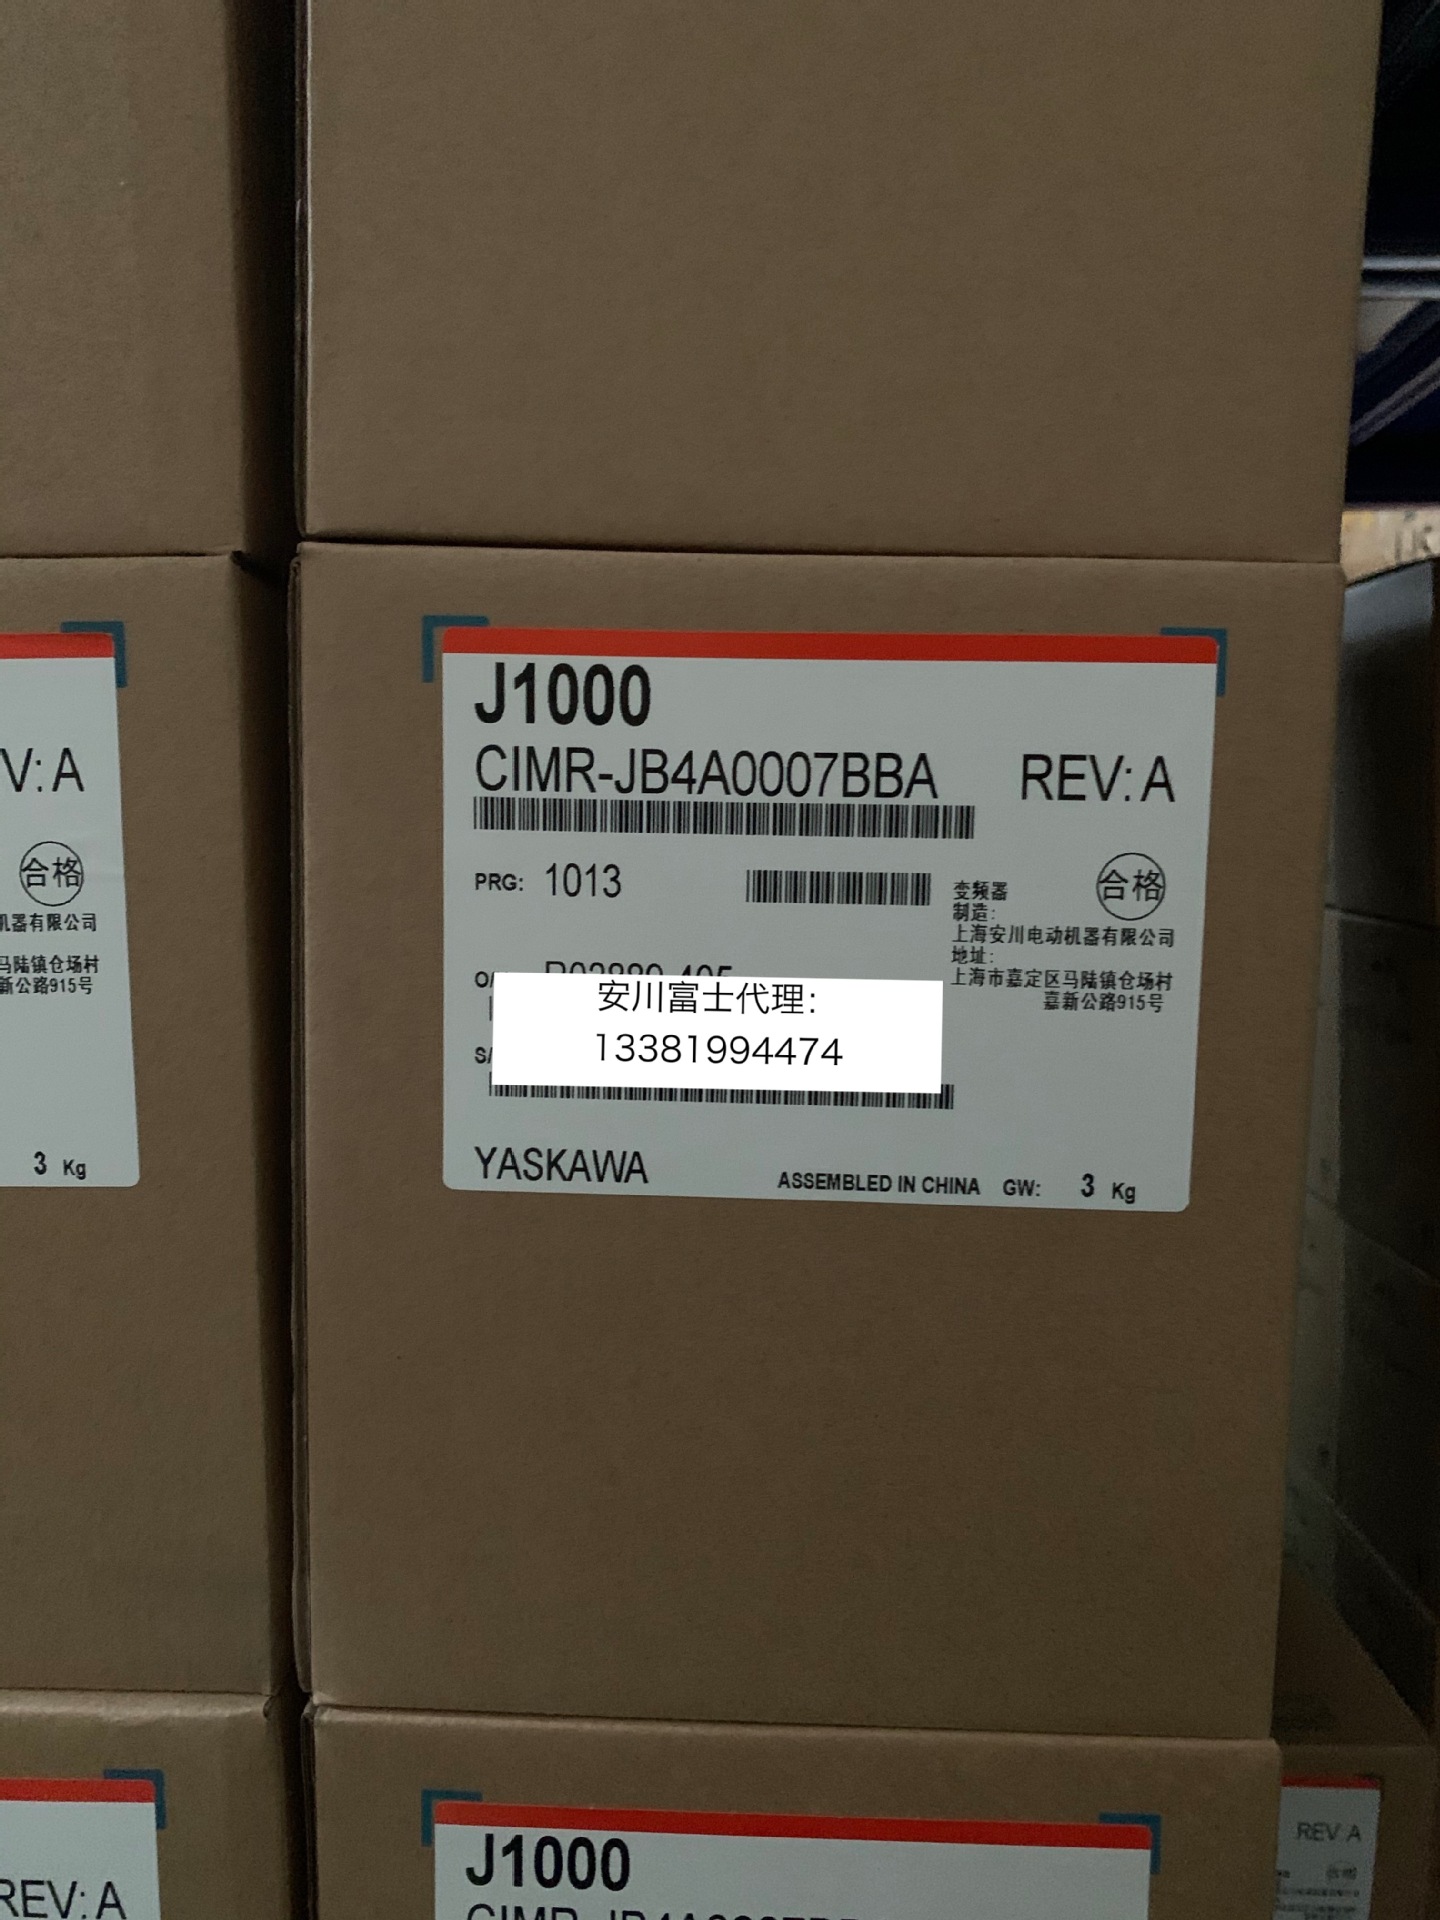 J1000
CIMR-JB4A0007BBA REV: A
PRG: 1013
变频器
合格
制造:
上海安川电动机器有限公司
地址:
上海市嘉定区马陆镇仓场村
嘉新公路915号
O/
安川富士代理:
13381994474
S/
YASKAWA
ASSEMBLED IN CHINA GW: 3 Kg
V: A
合格
机器有限公司
马陆镇仓场村
新公路915号
3 Kg
REV: A
J1000
REV: A